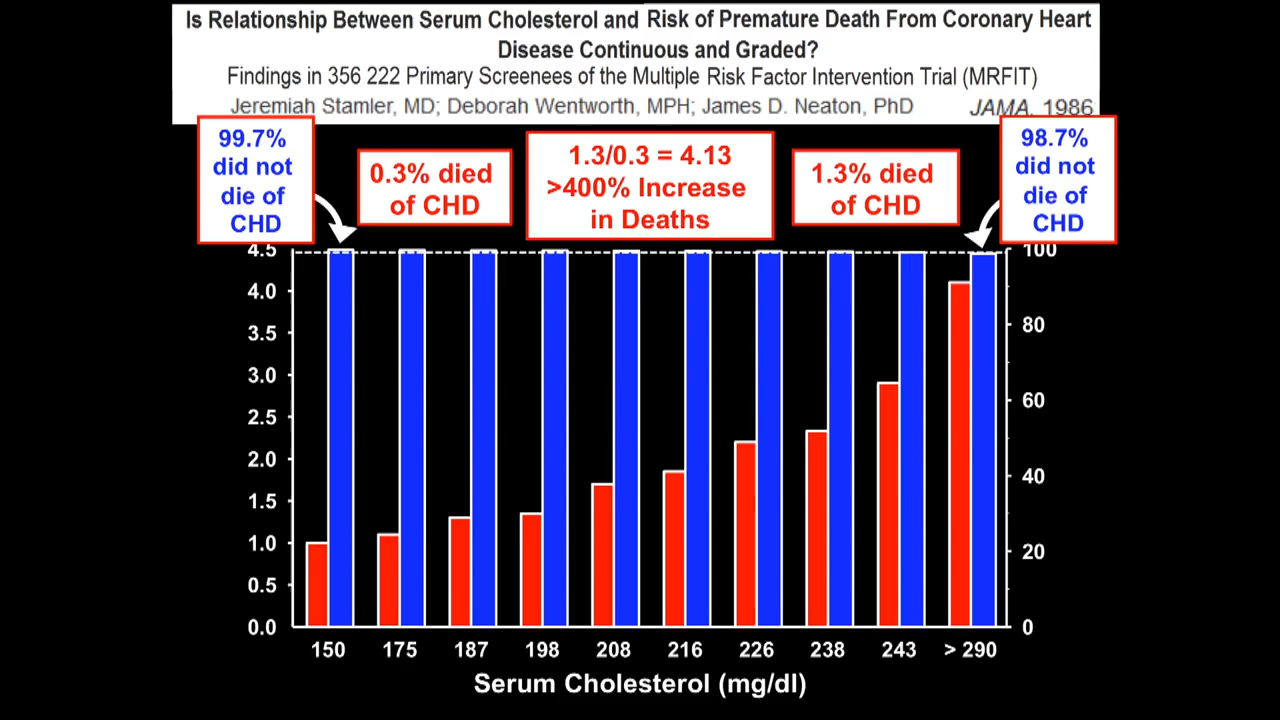 Is Relationship Between Serum Cholesterol and Risk of Premature Death From Coronary Heart
Disease Continuous and Graded?
Findings in 356 222 Primary Screenees of the Multiple Risk Factor Intervention Trial (MRFIT)
Jeremiah Stamler, MD; Deborah Wentworth, MPH; James D. Neaton, PhD JAMA, 1986
99.7%
did not
die of
CHD
0.3% died
of CHD
1.3/0.3 = 4.13
>400% Increase
in Deaths
1.3% died
of CHD
98.7%
did not
die of
CHD
4.5
4.0
3.5
3.0
2.5
2.0
1.5
1.0
0.5
0.0
100
80
60
40
20
0
150 175 187 198 208 216 226 238 243 > 290
Serum Cholesterol (mg/dl)